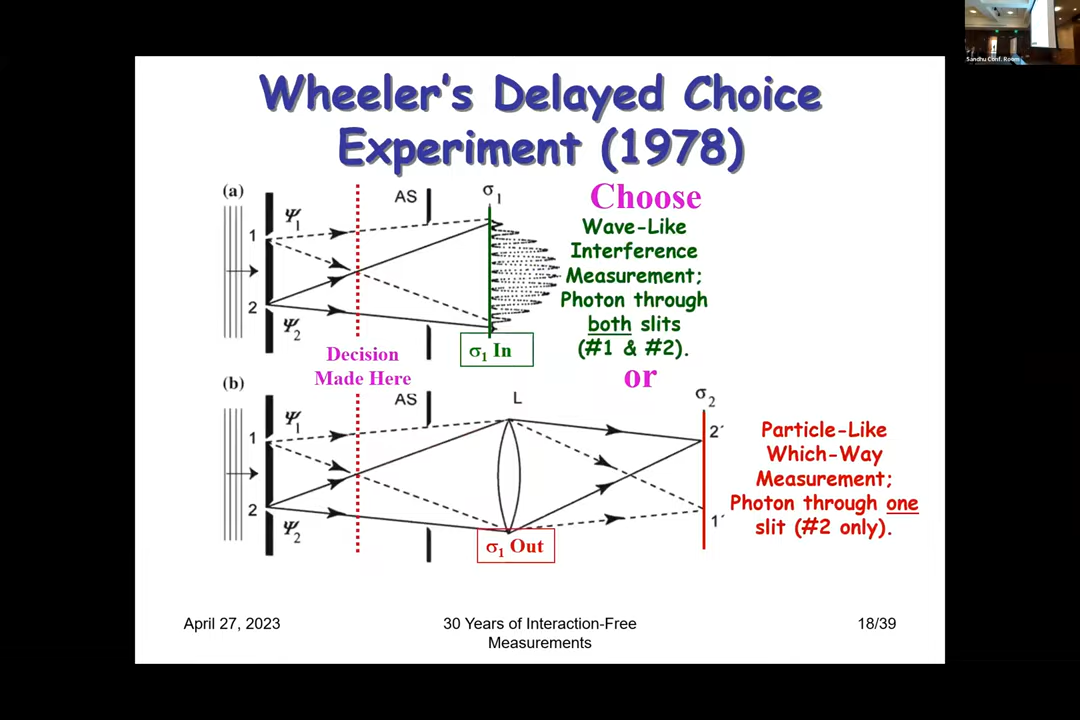 Sandhu Conf. Room
Wheeler's Delayed Choice
Experiment (1978)
(a)
Ψ1
AS
σ1
1
2
Ψ2
σ1 In
Choose
Wave-Like
Interference
Measurement;
Photon through
both slits
(#1 & #2).
or
Decision
Made Here
(b)
Ψ1
AS
L
σ2
1
2
Ψ2
2′
1′
σ1 Out
Particle-Like
Which-Way
Measurement;
Photon through one
slit (#2 only).
April 27, 2023
30 Years of Interaction-Free
Measurements
18/39